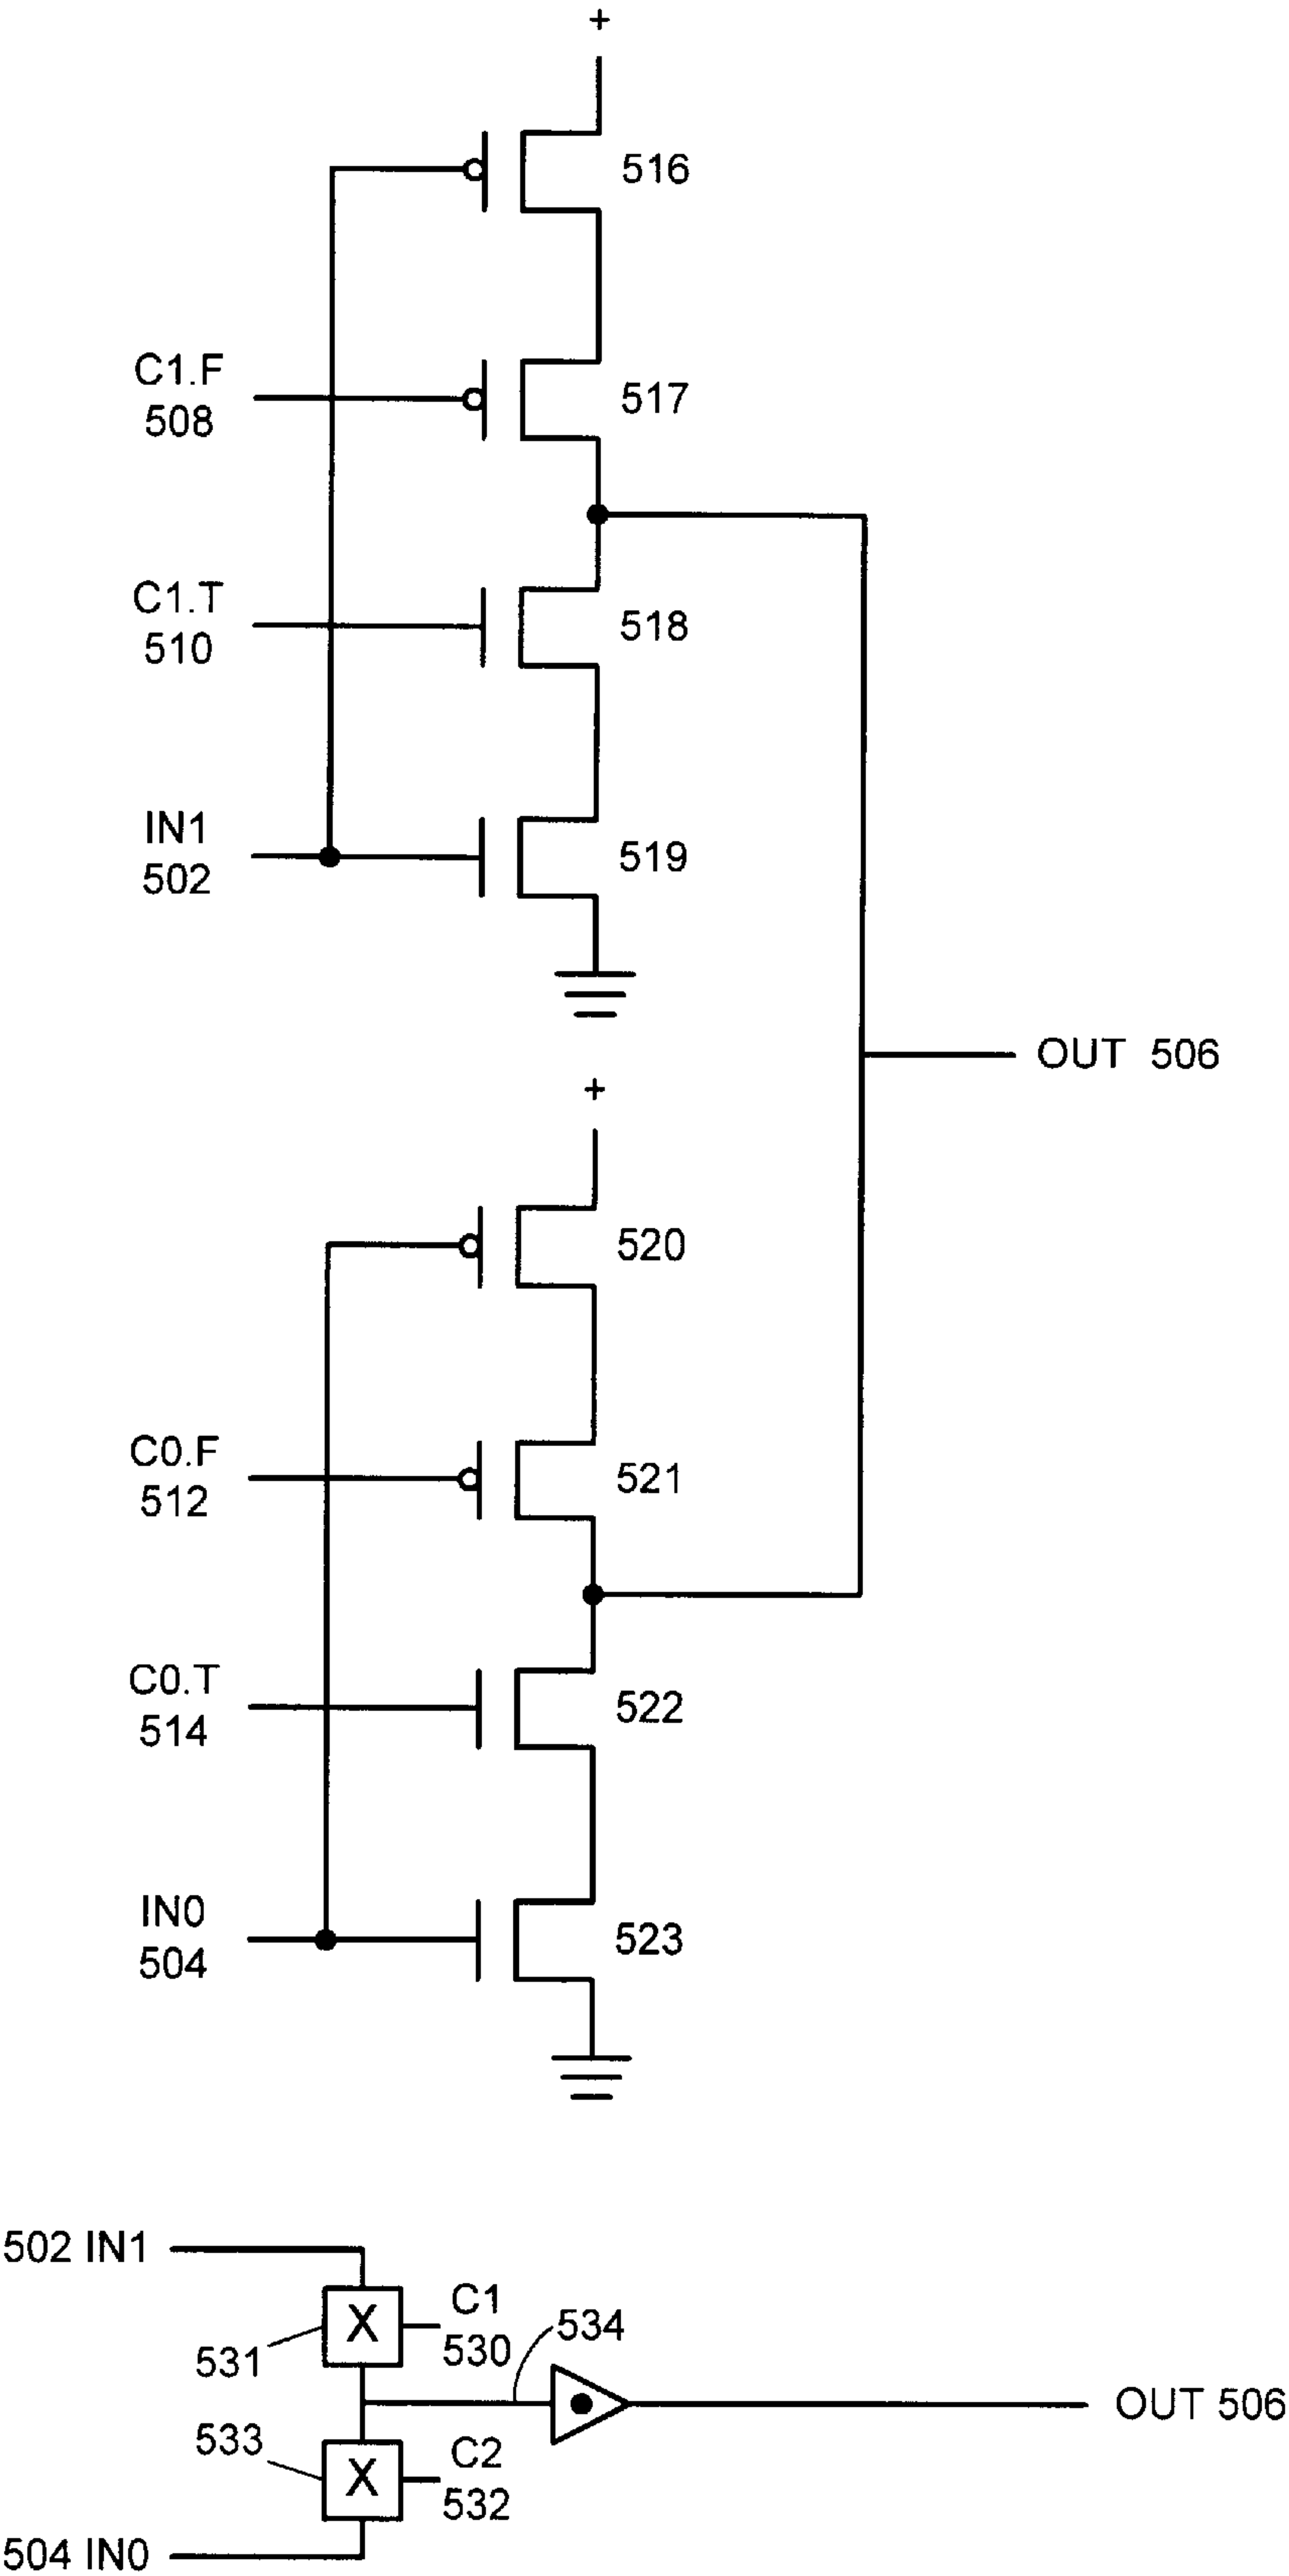 +
516
C1.F
508
517
C1.T
510
518
IN1
502
519
OUT 506
+
520
C0.F
512
521
C0.T
514
522
IN0
504
523
502 IN1
X
C1
530
531
534
OUT 506
533
X
C2
532
504 IN0